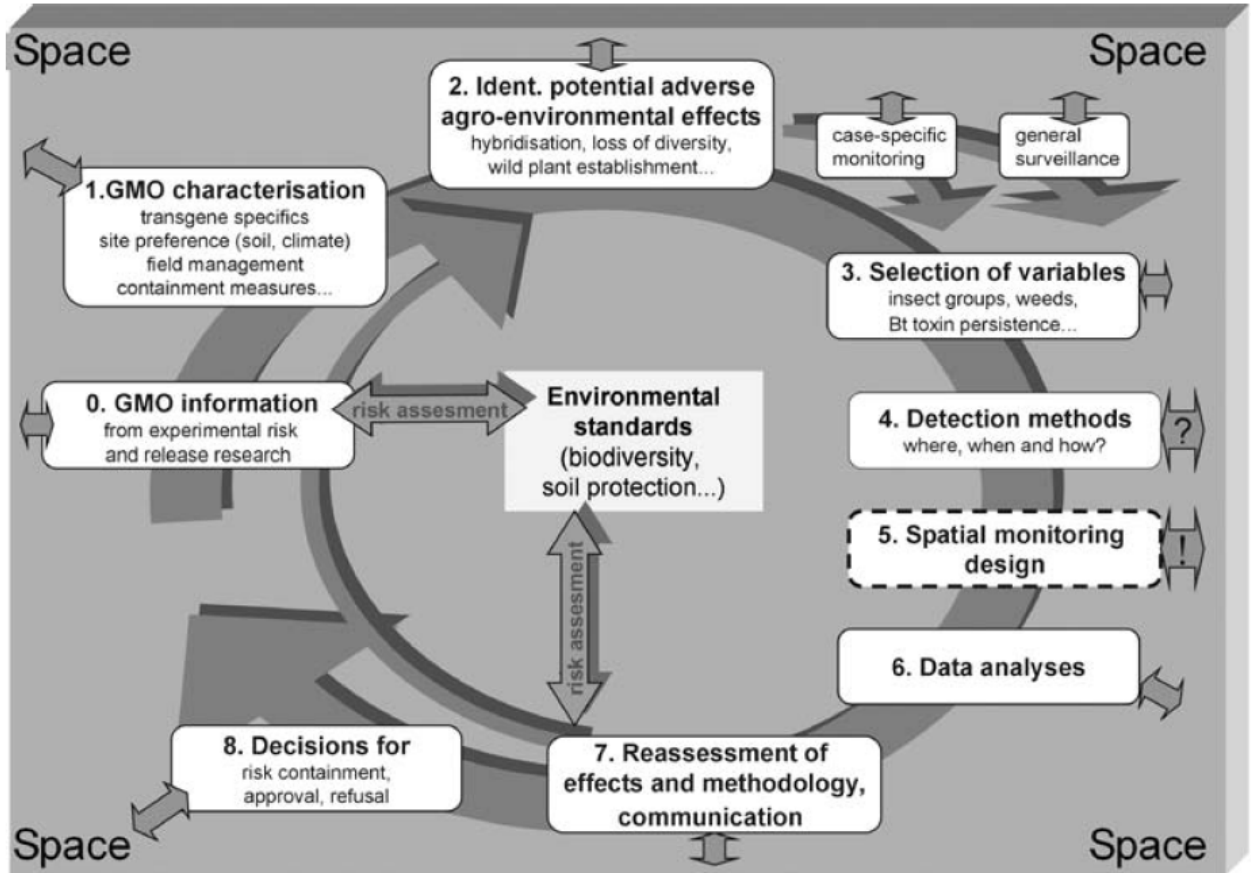 Space
Space
2. Ident. potential adverse
agro-environmental effects
hybridisation, loss of diversity,
wild plant establishment...
case-specific
monitoring
general
surveillance
1.GMO characterisation
transgene specifics
site preference (soil, climate)
field management
containment measures...
3. Selection of variables
insect groups, weeds,
Bt toxin persistence...
0. GMO information
from experimental risk
and release research
risk assesment
Environmental
standards
(biodiversity,
soil protection...)
4. Detection methods
where, when and how?
?
5. Spatial monitoring
design
!
risk assesment
6. Data analyses
8. Decisions for
risk containment,
approval, refusal
7. Reassessment of
effects and methodology,
communication
Space
Space